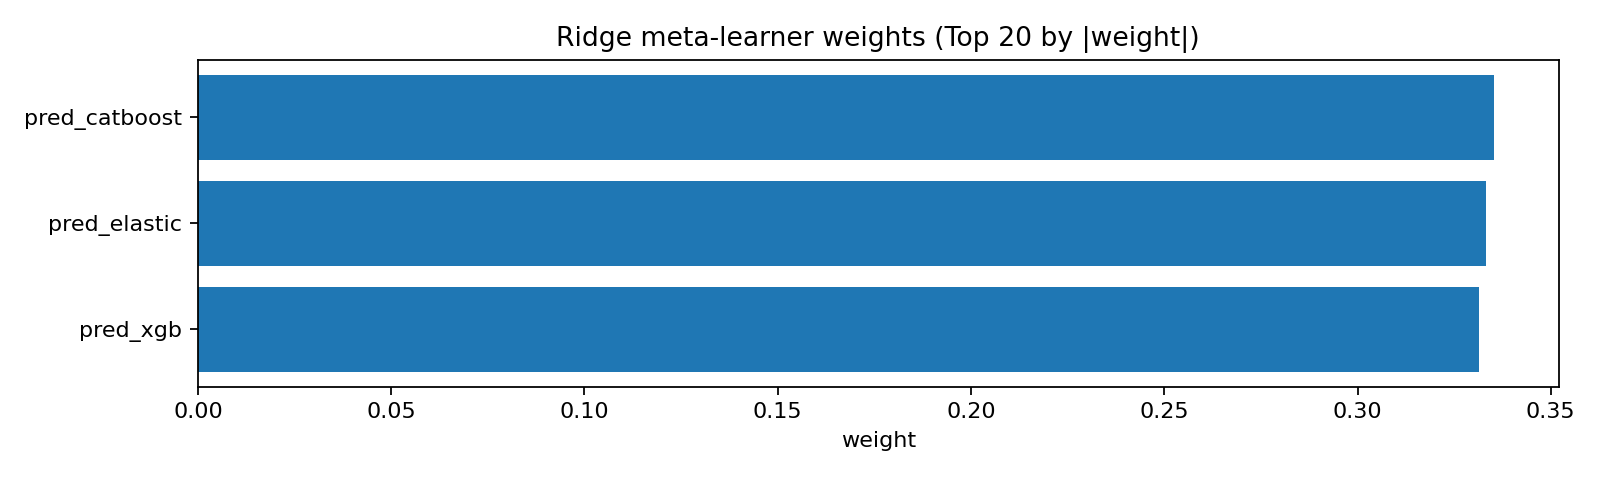 Ridge meta-learner weights (Top 20 by |weight|)
pred_catboost
pred_elastic
pred_xgb
0.00 0.05 0.10 0.15 0.20 0.25 0.30 0.35
weight